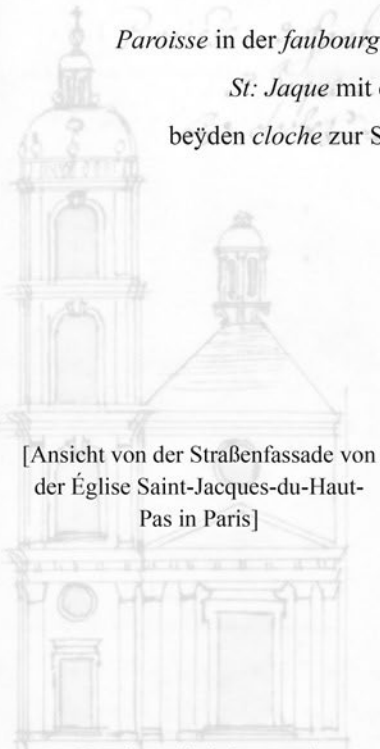 Paroisse in der faubourg
St: Jaque mit
beÿden cloche zur
[Ansicht von der Straßenfassade von
der Église Saint-Jacques-du-Haut-
Pas in Paris]